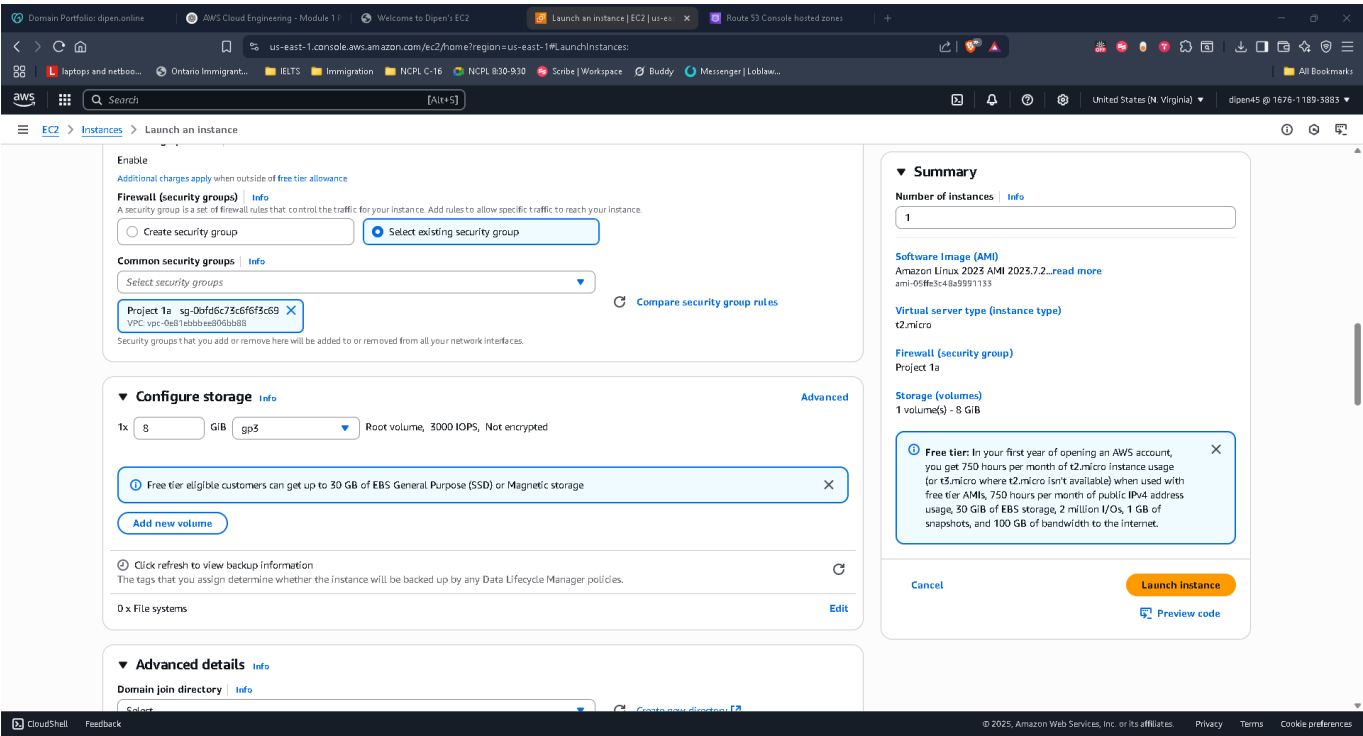 Domain Portfolio: dipen.online
AWS Cloud Engineering - Module 1 P
Welcome to Dipen's EC2
Launch an instance | EC2 | us-ea
Route 53 Console hosted zones
us-east-1.console.aws.amazon.com/ec2/home?region=us-east-1#LaunchInstances:
laptops and netboo...
Ontario Immigrant...
IELTS
Immigration
NCPL C-16
NCPL 8:30-9:30
Scribe | Workspace
Buddy
Messenger | Loblaw...
All Bookmarks
aws
Search
[Alt+S]
United States (N. Virginia)
dipen45 @ 1676-1189-3883
EC2 > Instances > Launch an instance
Enable
Additional charges apply when outside of free tier allowance
Firewall (security groups) Info
A security group is a set of firewall rules that control the traffic for your instance. Add rules to allow specific traffic to reach your instance.
Create security group
Select existing security group
Common security groups Info
Select security groups
Project 1a sg-0bfd6c73c6f6f3c69
VPC: vpc-0e81ebbbee806bb88
Compare security group rules
Security groups that you add or remove here will be added to or removed from all your network interfaces.
Configure storage Info
Advanced
1x 8 GiB gp3 Root volume, 3000 IOPS, Not encrypted
Free tier eligible customers can get up to 30 GB of EBS General Purpose (SSD) or Magnetic storage
Add new volume
Click refresh to view backup information
The tags that you assign determine whether the instance will be backed up by any Data Lifecycle Manager policies.
0 x File systems
Edit
Advanced details Info
Domain join directory Info
Select
Create new directory
Summary
Number of instances Info
1
Software Image (AMI)
Amazon Linux 2023 AMI 2023.7.2...read more
ami-05ffe3c48a9991133
Virtual server type (instance type)
t2.micro
Firewall (security group)
Project 1a
Storage (volumes)
1 volume(s) - 8 GiB
Free tier: In your first year of opening an AWS account,
you get 750 hours per month of t2.micro instance usage
(or t3.micro where t2.micro isn't available) when used with
free tier AMIs, 750 hours per month of public IPv4 address
usage, 30 GiB of EBS storage, 2 million I/Os, 1 GB of
snapshots, and 100 GB of bandwidth to the internet.
Cancel
Launch instance
Preview code
CloudShell
Feedback
© 2025, Amazon Web Services, Inc. or its affiliates.
Privacy
Terms
Cookie preferences